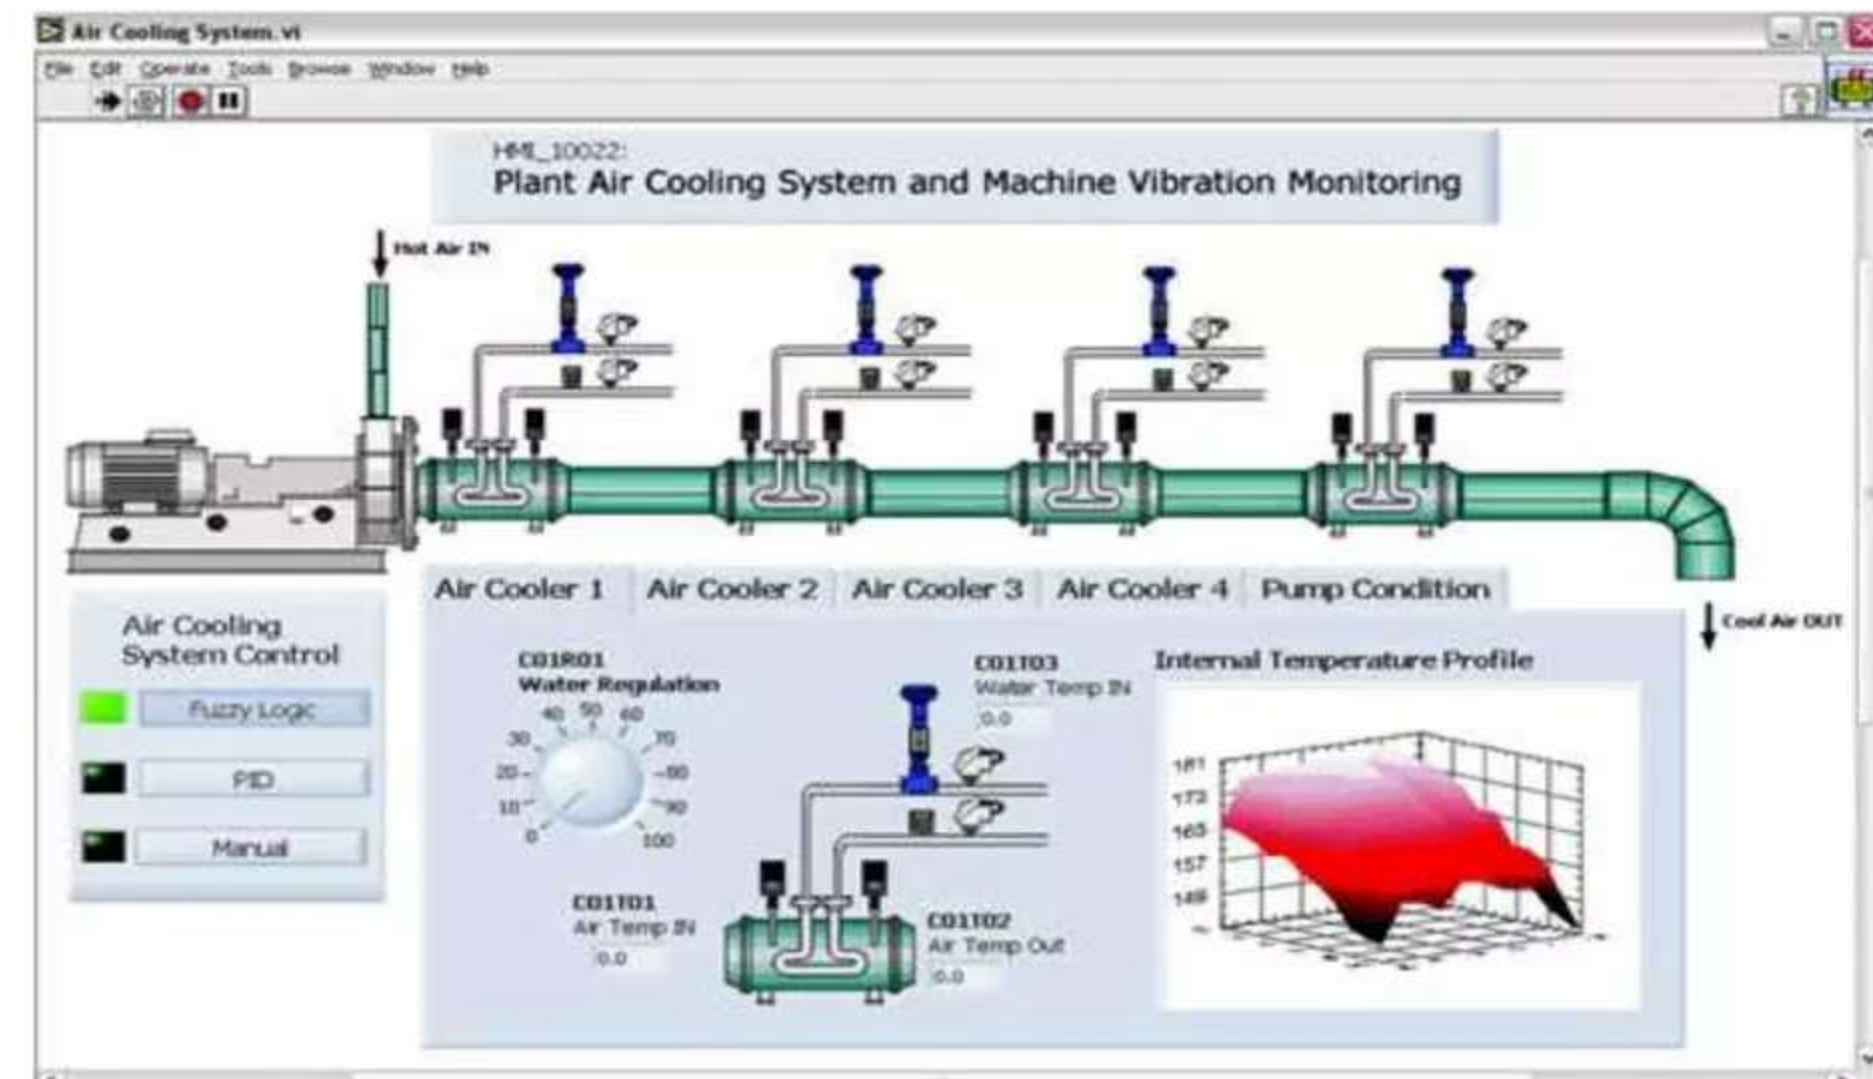 Air Cooling System.vi
File Edit Operate Tools Browse Window Help
HMI_10022:
Plant Air Cooling System and Machine Vibration Monitoring
Hot Air IN
Air Cooler 1 Air Cooler 2 Air Cooler 3 Air Cooler 4 Pump Condition
Cool Air OUT
Air Cooling
System Control
Fuzzy Logic
PID
Manual
C01R01
Water Regulation
0 10 20 30 40 50 60 70 80 90 100
C01T03
Water Temp IN
0.0
C01T01
Air Temp IN
0.0
C01T02
Air Temp Out
0.0
Internal Temperature Profile
181
173
165
157
149